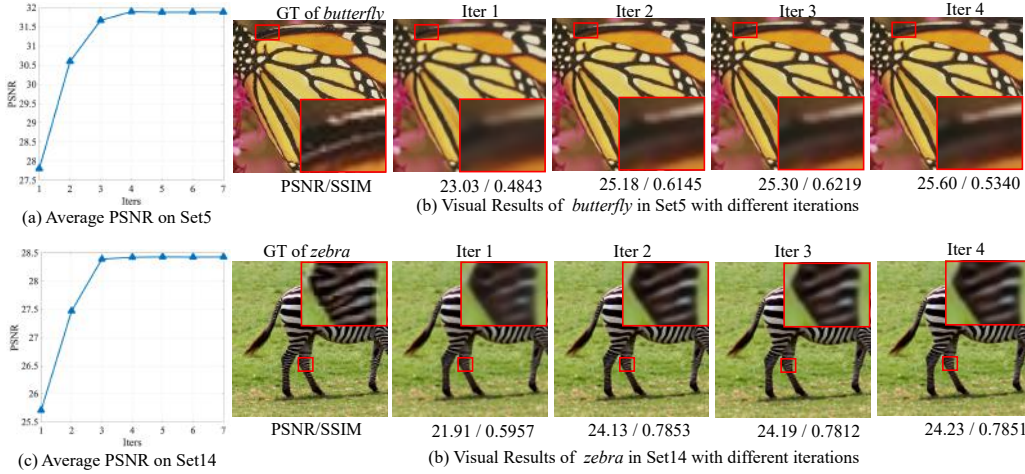 GT of butterfly Iter 1 Iter 2 Iter 3 Iter 4
32
31.5
31
30.5
30
29.5
29
28.5
28
27.5
PSNR
1 2 3 4 5 6 7
Iters
(a) Average PSNR on Set5
PSNR/SSIM 23.03 / 0.4843 25.18 / 0.6145 25.30 / 0.6219 25.60 / 0.5340
(b) Visual Results of butterfly in Set5 with different iterations
GT of zebra Iter 1 Iter 2 Iter 3 Iter 4
28.5
28
27.5
27
26.5
26
25.5
PSNR
1 2 3 4 5 6 7
Iters
(c) Average PSNR on Set14
PSNR/SSIM 21.91 / 0.5957 24.13 / 0.7853 24.19 / 0.7812 24.23 / 0.7851
(b) Visual Results of zebra in Set14 with different iterations